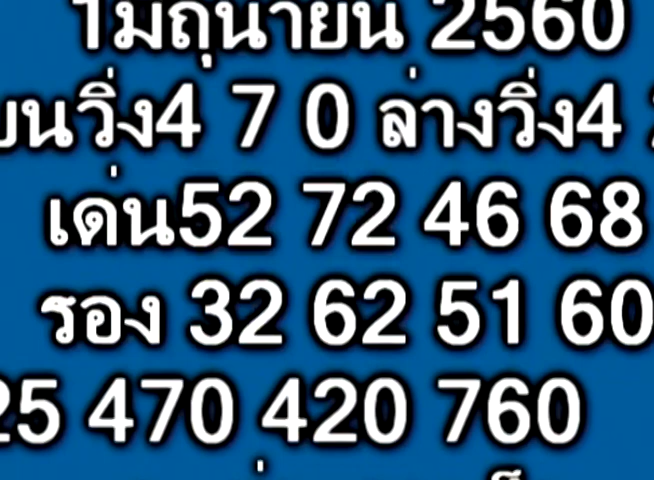 1มิถุนายน 2560
บนวิ่ง4 7 0 ล่างวิ่ง4
เด่น52 72 46 68
รอง 32 62 51 60
25 470 420 760